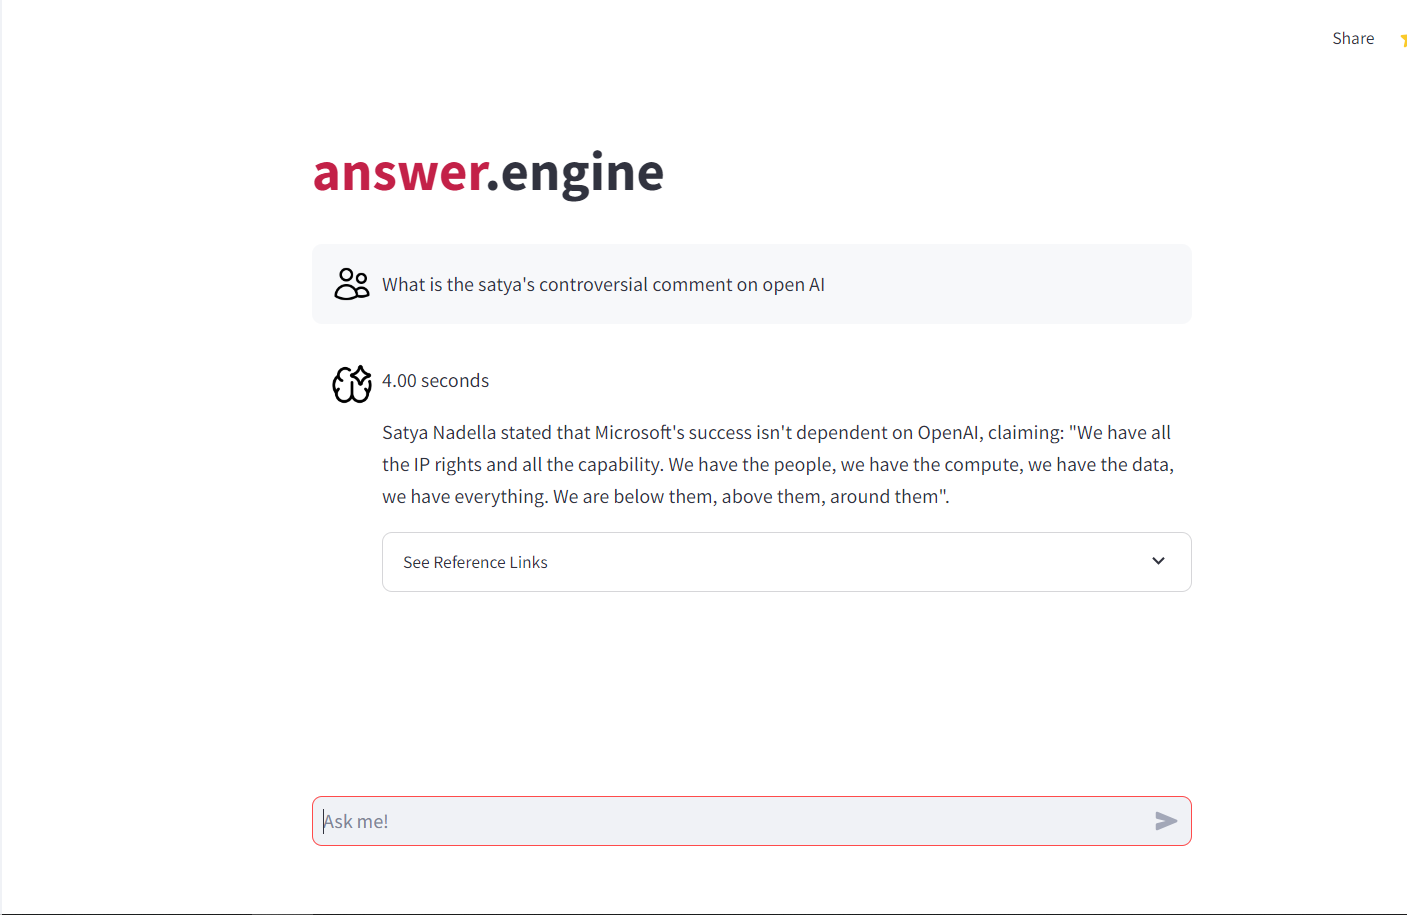 Share
answer.engine
What is the satya's controversial comment on open AI
4.00 seconds
Satya Nadella stated that Microsoft's success isn't dependent on OpenAI, claiming: "We have all
the IP rights and all the capability. We have the people, we have the compute, we have the data,
we have everything. We are below them, above them, around them".
See Reference Links
Ask me!